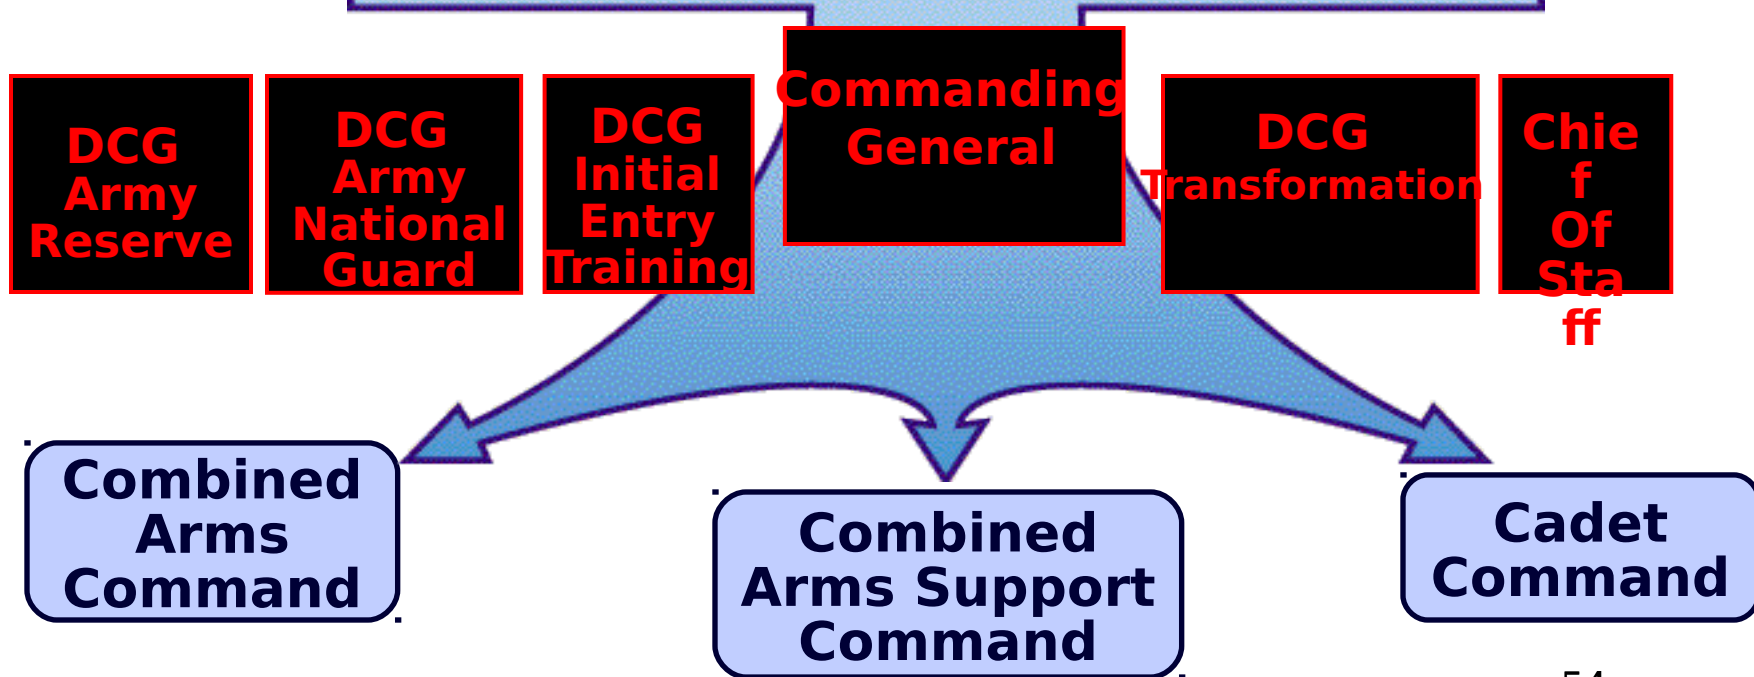 DCG
Army
Reserve
DCG
Army
National
Guard
DCG
Initial
Entry
Training
Commanding
General
DCG
Transformation
Chie
f
Of
Sta
ff
Combined
Arms
Command
Combined
Arms Support
Command
Cadet
Command